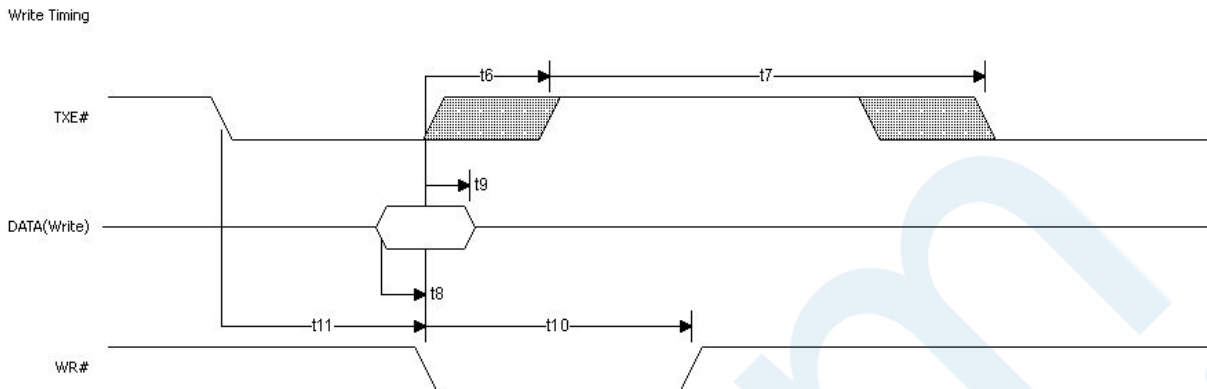 Write Timing
t6
t7
TXE#
t9
DATA(Write)
t8
t11
t10
WR#